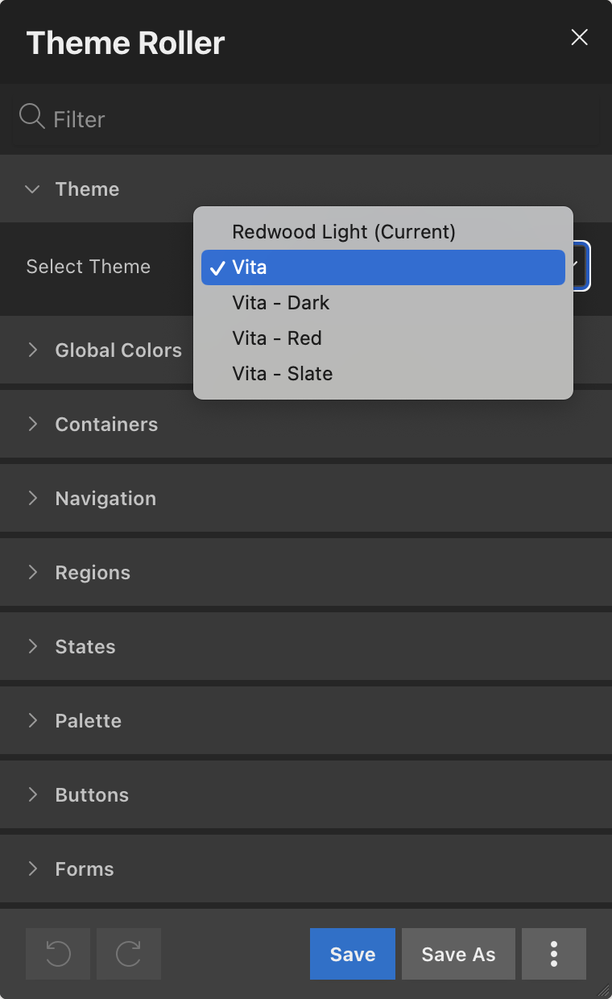 Theme Roller
Filter
Theme
Select Theme
Redwood Light (Current)
Vita
Vita - Dark
Vita - Red
Vita - Slate
Global Colors
Containers
Navigation
Regions
States
Palette
Buttons
Forms
Save
Save As